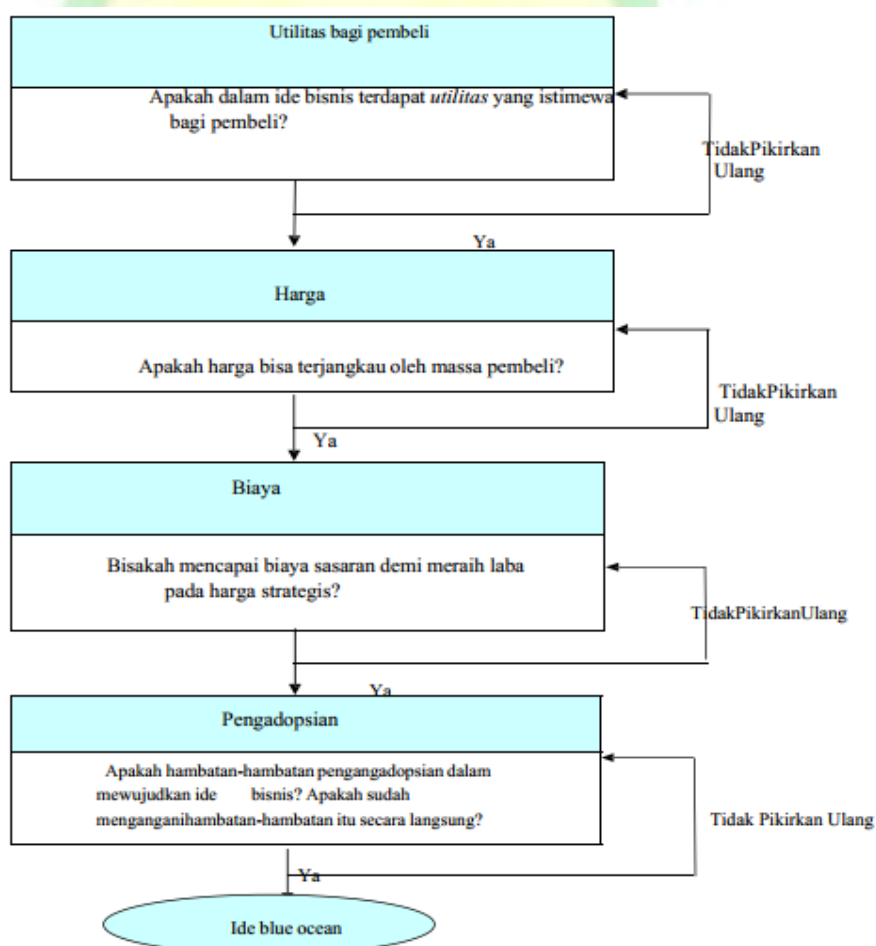 Utilitas bagi pembeli
Apakah dalam ide bisnis terdapat utilitas yang istimewa
bagi pembeli?
TidakPikirkan
Ulang
Ya
Harga
Apakah harga bisa terjangkau oleh massa pembeli?
TidakPikirkan
Ulang
Ya
Biaya
Bisakah mencapai biaya sasaran demi meraih laba
pada harga strategis?
TidakPikirkanUlang
Ya
Pengadopsian
Apakah hambatan-hambatan pengangadopsian dalam
mewujudkan ide bisnis? Apakah sudah
menganganihambatan-hambatan itu secara langsung?
Tidak Pikirkan Ulang
Ya
Ide blue ocean